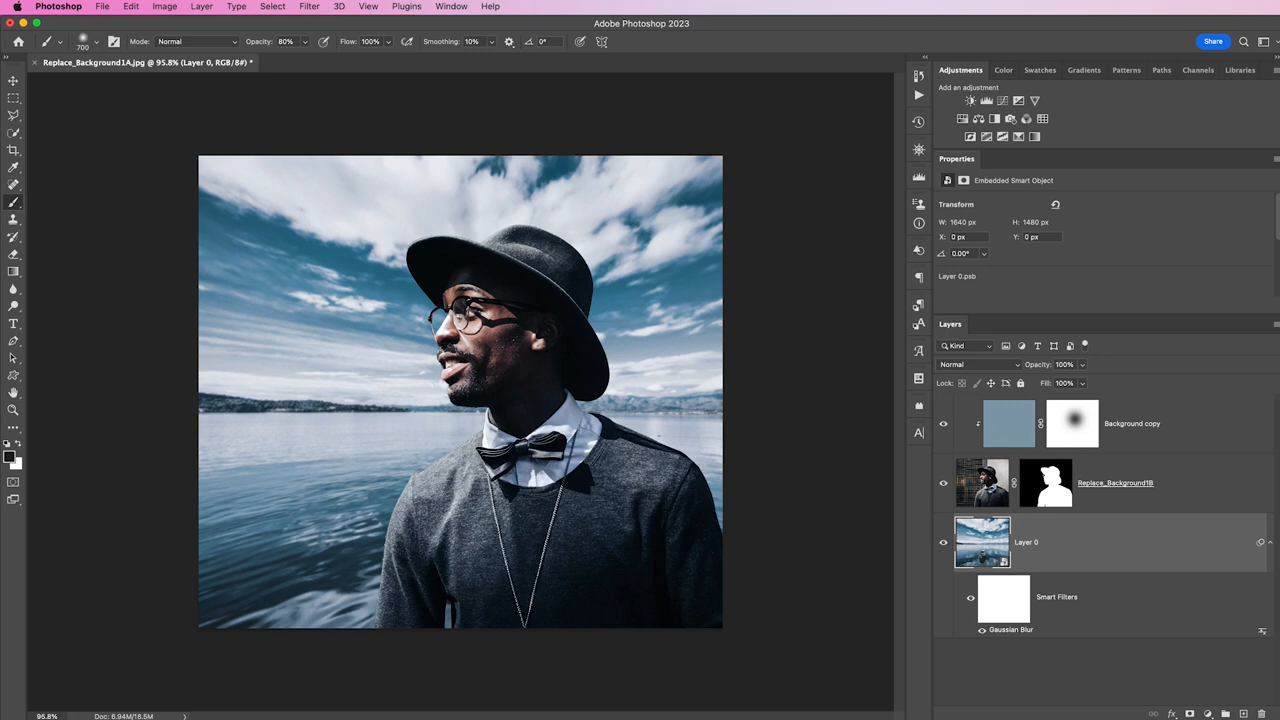 Photoshop File Edit Image Layer Type Select Filter 3D View Plugins Window Help
Adobe Photoshop 2023
700 Mode: Normal Opacity: 80% Flow: 100% Smoothing: 10% 0° Share
Replace_Background1A.jpg @ 95.8% (Layer 0, RGB/8#) *
Adjustments Color Swatches Gradients Patterns Paths Channels Libraries
Add an adjustment
Properties
Embedded Smart Object
Transform
W: 1640 px H: 1480 px
X: 0 px Y: 0 px
0.00°
Layer 0.psb
Layers
Kind
Normal Opacity: 100%
Lock: Fill: 100%
Background copy
Replace_Background1B
Layer 0
Smart Filters
Gaussian Blur
95.8% Doc: 6.94M/18.5M
fx